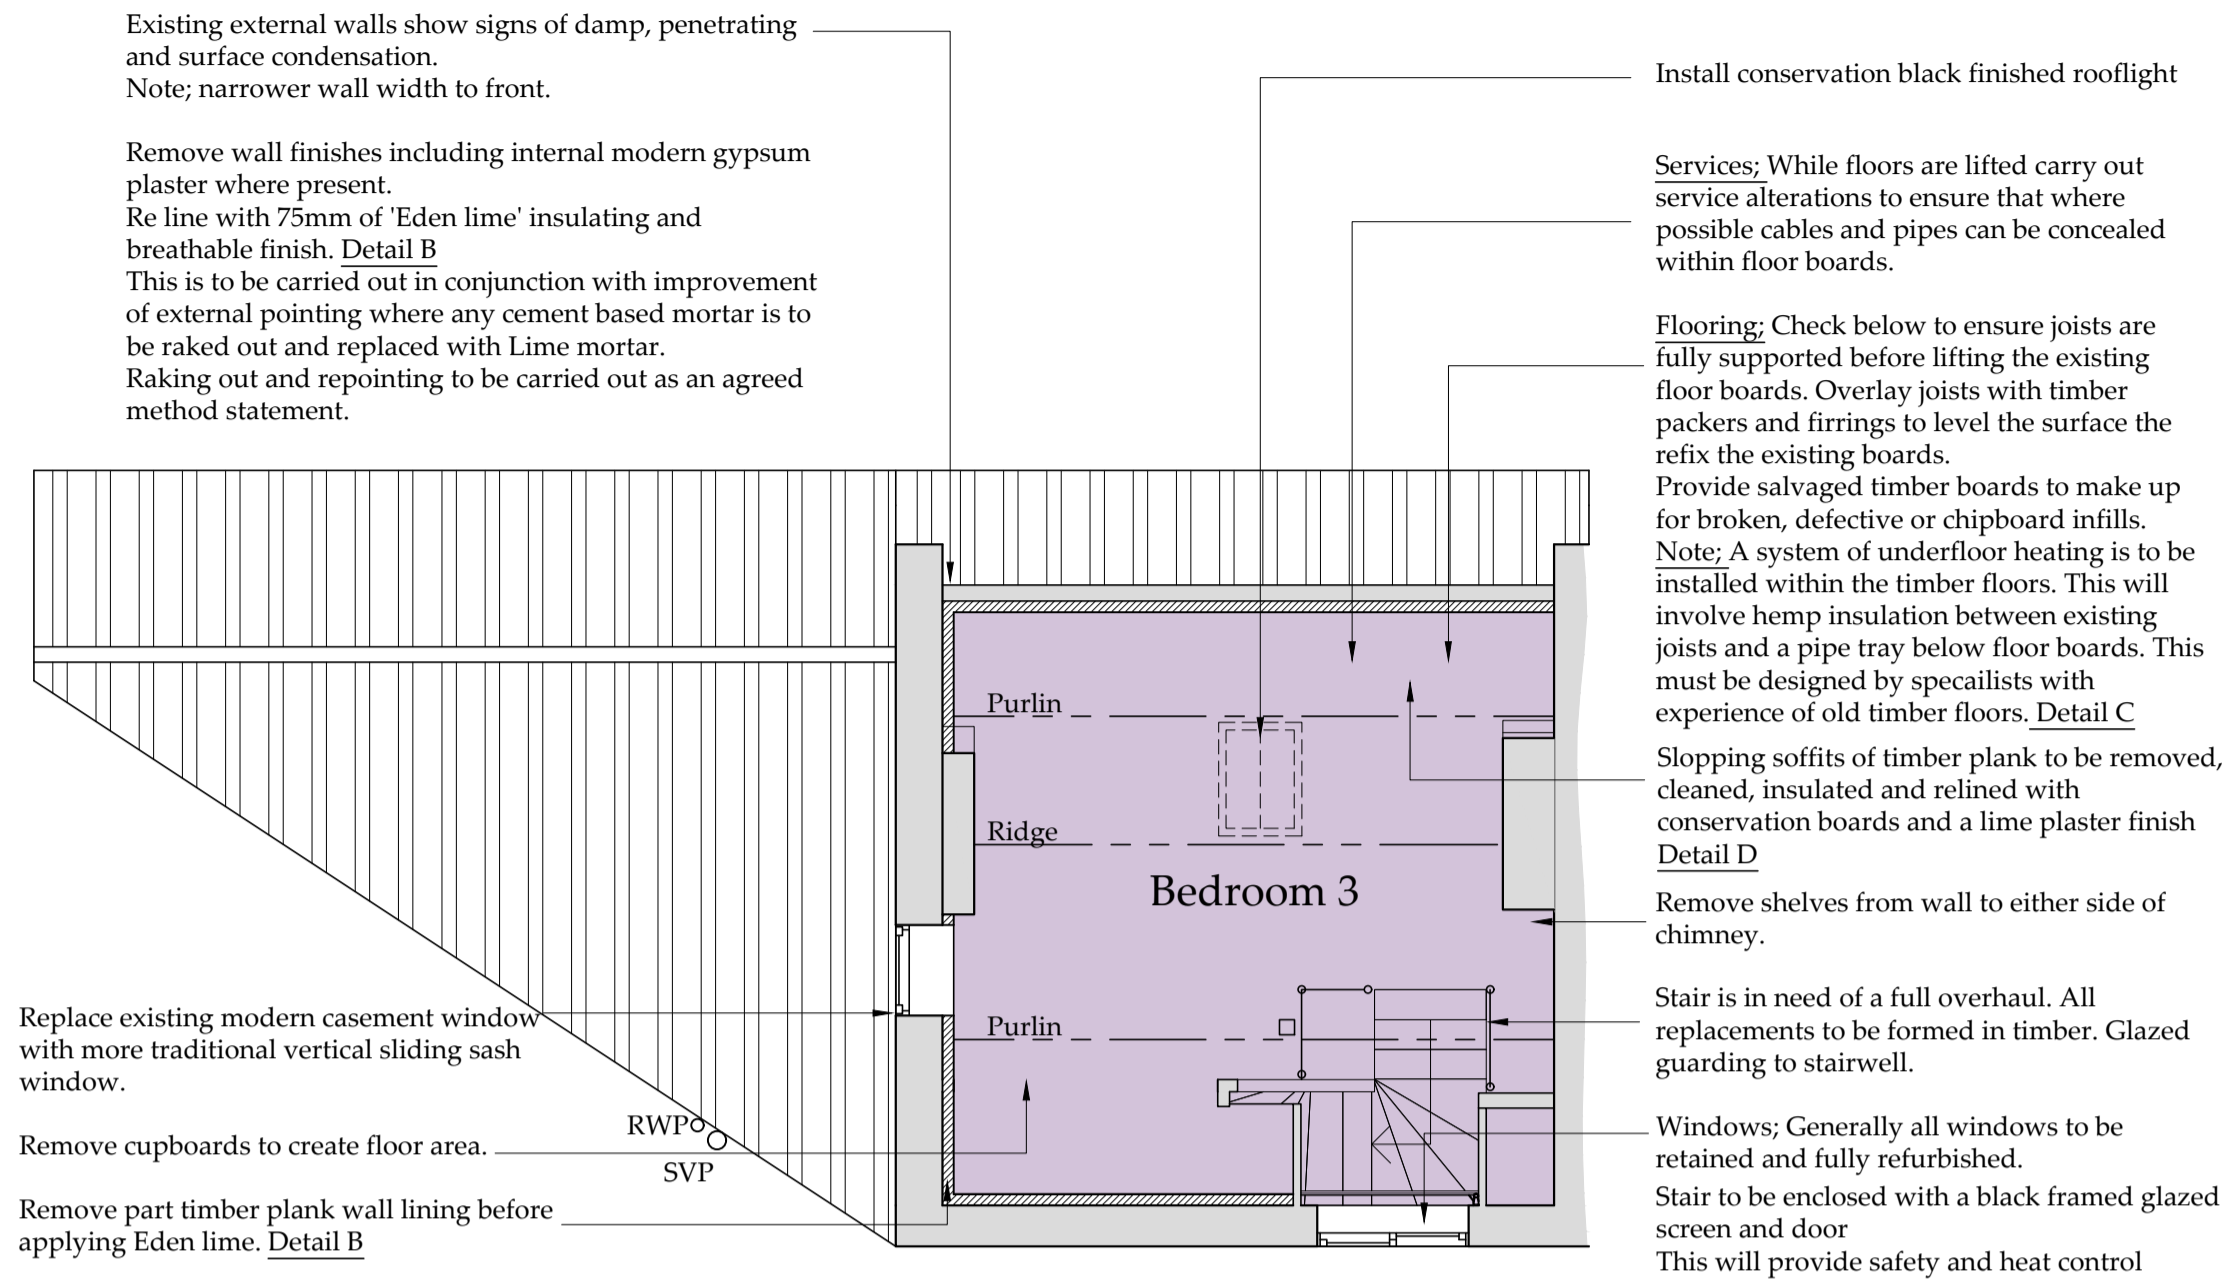 Existing external walls show signs of damp, penetrating
and surface condensation.
Note; narrower wall width to front.
Remove wall finishes including internal modern gypsum
plaster where present.
Re line with 75mm of 'Eden lime' insulating and
breathable finish. Detail B
This is to be carried out in conjunction with improvement
of external pointing where any cement based mortar is to
be raked out and replaced with Lime mortar.
Raking out and repointing to be carried out as an agreed
method statement.
Install conservation black finished rooflight
Services; While floors are lifted carry out
service alterations to ensure that where
possible cables and pipes can be concealed
within floor boards.
Flooring; Check below to ensure joists are
fully supported before lifting the existing
floor boards. Overlay joists with timber
packers and firrings to level the surface the
refix the existing boards.
Provide salvaged timber boards to make up
for broken, defective or chipboard infills.
Note; A system of underfloor heating is to be
installed within the timber floors. This will
involve hemp insulation between existing
joists and a pipe tray below floor boards. This
must be designed by specailists with
experience of old timber floors. Detail C
Slopping soffits of timber plank to be removed,
cleaned, insulated and relined with
conservation boards and a lime plaster finish
Detail D
Remove shelves from wall to either side of
chimney.
Stair is in need of a full overhaul. All
replacements to be formed in timber. Glazed
guarding to stairwell.
Windows; Generally all windows to be
retained and fully refurbished.
Stair to be enclosed with a black framed glazed
screen and door
This will provide safety and heat control
Purlin
Ridge
Bedroom 3
Purlin
Replace existing modern casement window
with more traditional vertical sliding sash
window.
RWP
SVP
Remove cupboards to create floor area.
Remove part timber plank wall lining before
applying Eden lime. Detail B